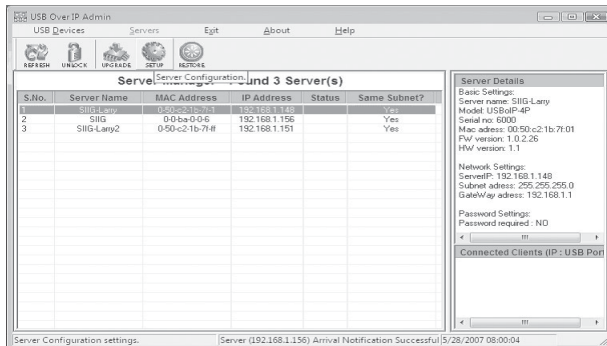 USB Over IP Admin
USB Devices Servers Exit About Help
REFRESH UNLOCK UPGRADE SETUP RESTORE
Server Configuration.
Server Manager - Found 3 Server(s)
S.No. Server Name MAC Address IP Address Status Same Subnet?
1 SIIG-Larry 0-50-c2-1b-7f-1 192.168.1.148 Yes
2 SIIG 0-0-ba-0-0-6 192.168.1.156 Yes
3 SIIG-Larry2 0-50-c2-1b-7f-ff 192.168.1.151 Yes
Server Details
Basic Settings:
Server name: SIIG-Larry
Model: USBoIP-4P
Serial no: 6000
Mac adress: 00:50:c2:1b:7f:01
FW version: 1.0.2.26
HW version: 1.1
Network Settings:
ServerIP: 192.168.1.148
Subnet adress: 255.255.255.0
GateWay adress: 192.168.1.1
Password Settings:
Password required : NO
Connected Clients (IP : USB Port
Server Configuration settings. Server (192.168.1.156) Arrival Notification Successful 5/28/2007 08:00:04